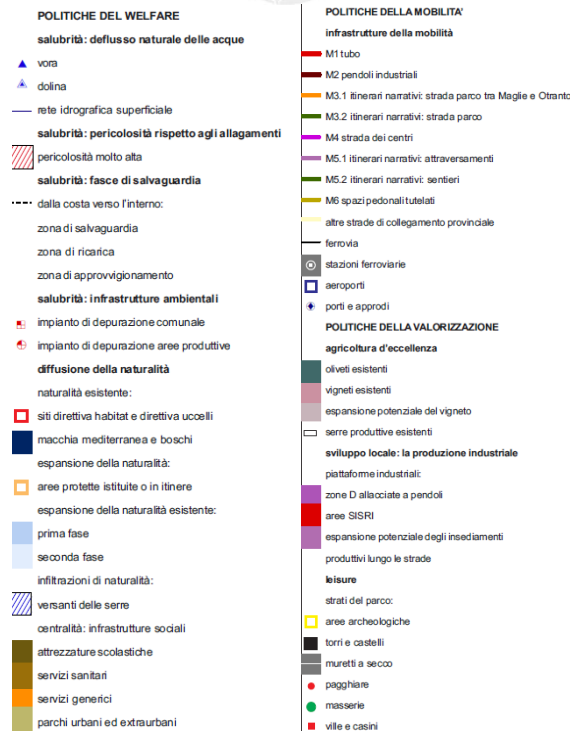 POLITICHE DEL WELFARE
salubrità: deflusso naturale delle acque
vora
dolina
rete idrografica superficiale
salubrità: pericolosità rispetto agli allagamenti
pericolosità molto alta
salubrità: fasce di salvaguardia
dalla costa verso l'interno:
zona di salvaguardia
zona di ricarica
zona di approvvigionamento
salubrità: infrastrutture ambientali
impianto di depurazione comunale
impianto di depurazione aree produttive
diffusione della naturalità
naturalità esistente:
siti direttiva habitat e direttiva uccelli
macchia mediterranea e boschi
espansione della naturalità:
aree protette istituite o in itinere
espansione della naturalità esistente:
prima fase
seconda fase
infiltrazioni di naturalità:
versanti delle serre
centralità: infrastrutture sociali
attrezzature scolastiche
servizi sanitari
servizi generici
parchi urbani ed extraurbani
POLITICHE DELLA MOBILITA'
infrastrutture della mobilità
M1 tubo
M2 pendoli industriali
M3.1 itinerari narrativi: strada parco tra Maglie e Otranto
M3.2 itinerari narrativi: strada parco
M4 strada dei centri
M5.1 itinerari narrativi: attraversamenti
M5.2 itinerari narrativi: sentieri
M6 spazi pedonali tutelati
altre strade di collegamento provinciale
ferrovia
stazioni ferroviarie
aeroporti
porti e approdi
POLITICHE DELLA VALORIZZAZIONE
agricoltura d'eccellenza
oliveti esistenti
vigneti esistenti
espansione potenziale del vigneto
serre produttive esistenti
sviluppo locale: la produzione industriale
piattaforme industriali:
zone D allacciate a pendoli
aree SISRI
espansione potenziale degli insediamenti
produttivi lungo le strade
leisure
strati del parco:
aree archeologiche
torri e castelli
muretti a secco
pagghiare
masserie
ville e casini